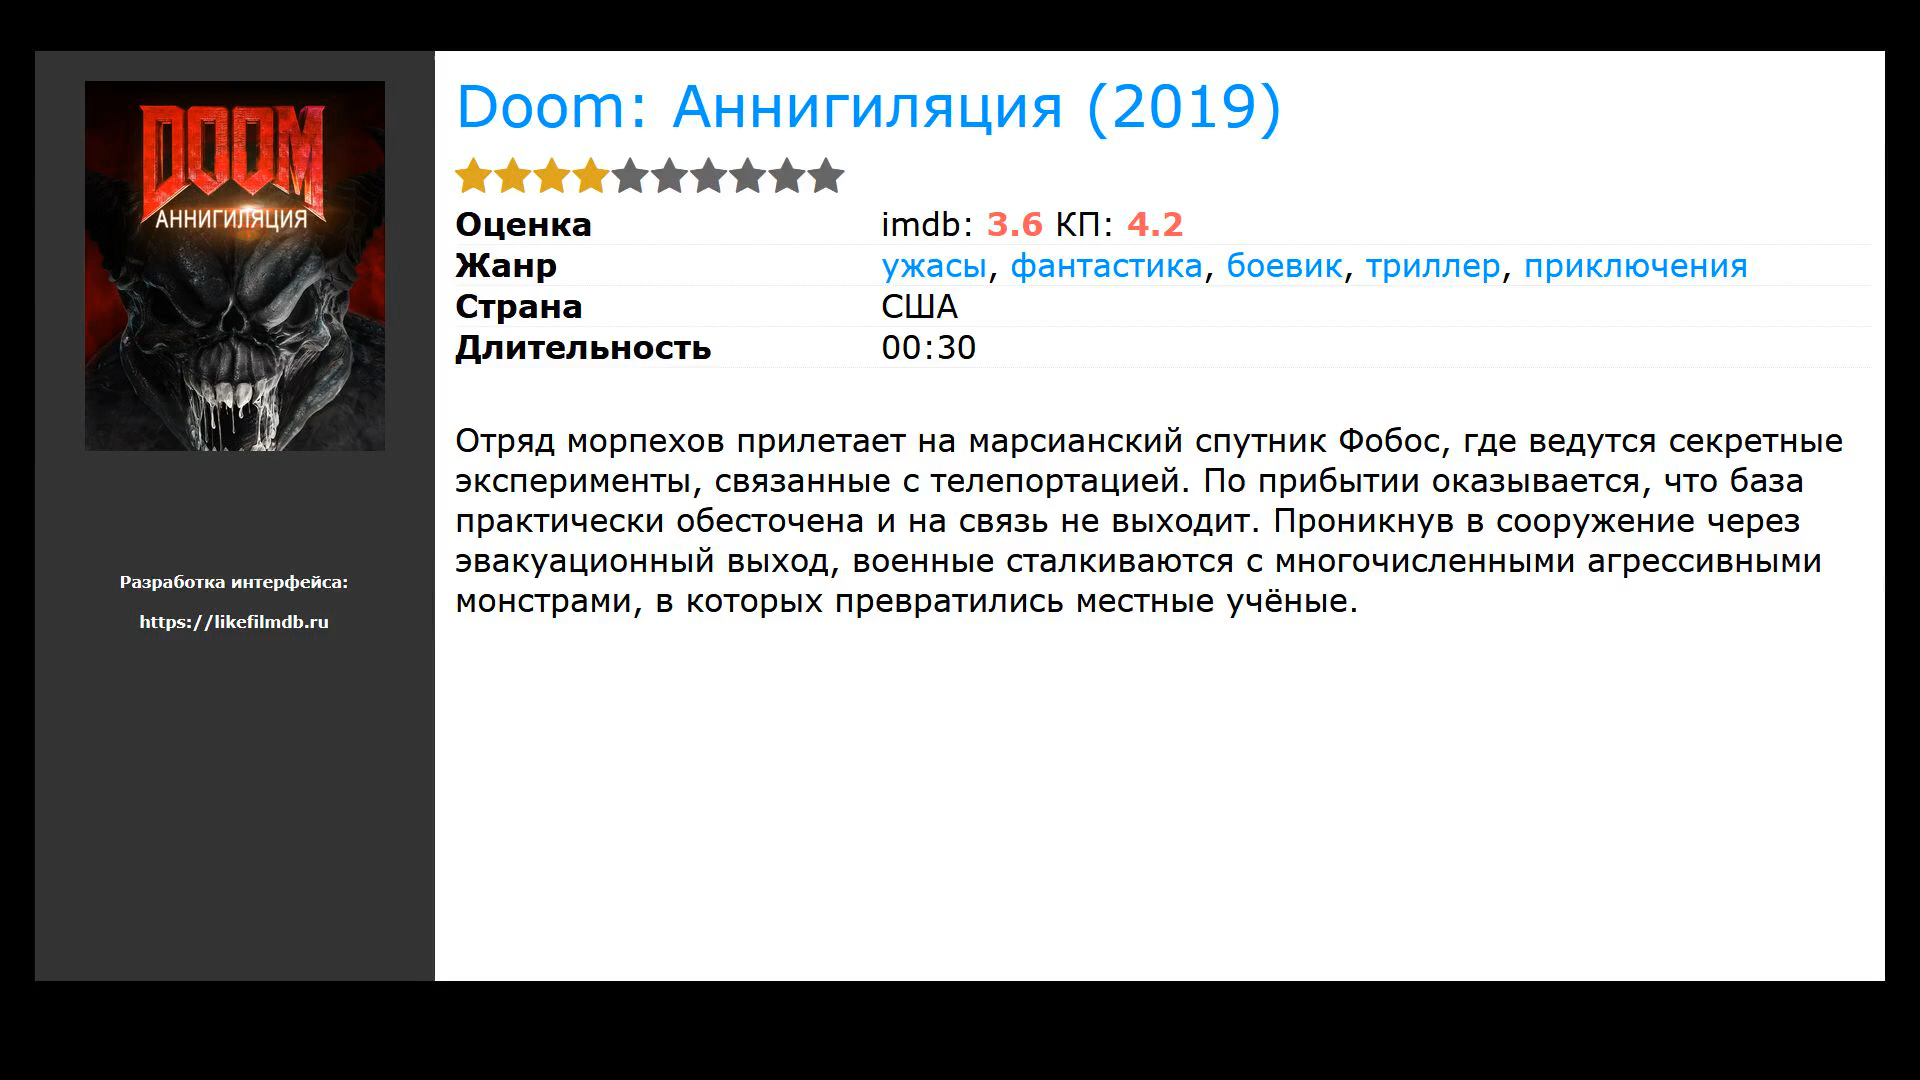 DOOM
АННИГИЛЯЦИЯ
Разработка интерфейса:
https://likefilmdb.ru
Doom: Аннигиляция (2019)
Оценка imdb: 3.6 КП: 4.2
Жанр ужасы, фантастика, боевик, триллер, приключения
Страна США
Длительность 00:30
Отряд морпехов прилетает на марсианский спутник Фобос, где ведутся секретные
эксперименты, связанные с телепортацией. По прибытии оказывается, что база
практически обесточена и на связь не выходит. Проникнув в сооружение через
эвакуационный выход, военные сталкиваются с многочисленными агрессивными
монстрами, в которых превратились местные учёные.